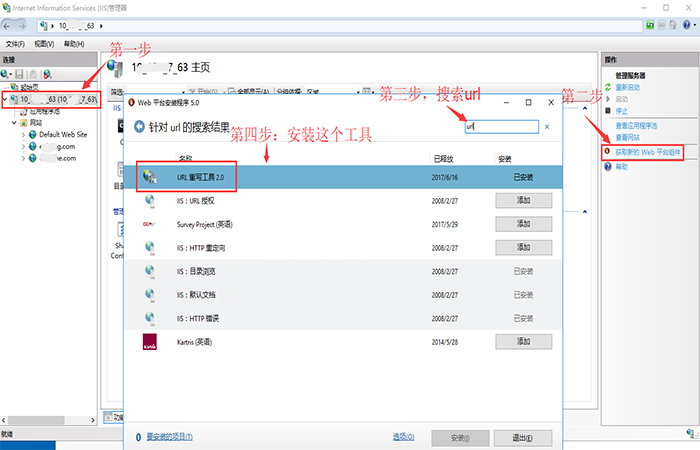 Internet Information Services (IIS)管理器
10_ 7_63
文件(F) 视图(V) 帮助(H)
第一步
连接
起始页
10_ _63 (10_ _7_63\
应用程序池
网站
Default Web Site
.com
me.com
就绪
10_ _7_63 主页
IIS
管理
Web 平台安装程序 5.0
第三步，搜索url
针对 url 的搜索结果
url
第四步：安装这个工具
名称 已释放 安装
URL 重写工具 2.0 2017/6/16 已安装
IIS：URL 授权 2008/2/27 添加
Survey Project (英语) 2017/5/29 添加
IIS：HTTP 重定向 2008/2/27 添加
IIS：目录浏览 2008/2/27 已安装
IIS：默认文档 2008/2/27 已安装
IIS：HTTP 错误 2008/2/27 已安装
Kartris (英语) 2014/5/28 添加
0 要安装的项目(T) 选项(O) 安装(I) 退出(E)
操作
管理服务器
重新启动
启动
停止
第二步
查看应用程序池
查看网站
获取新的 Web 平台组件
帮助